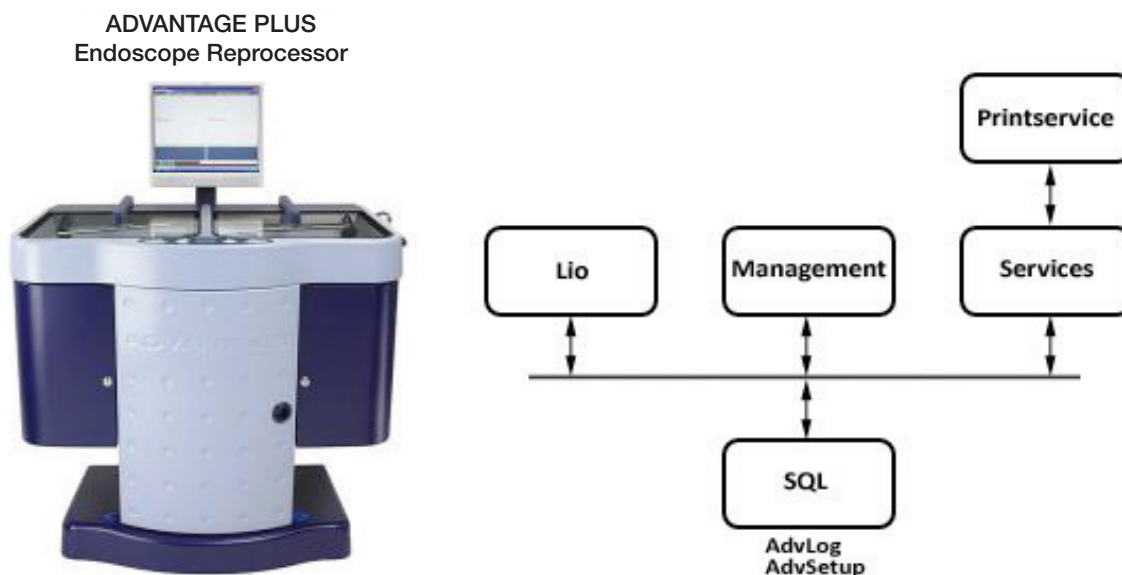 ADVANTAGE PLUS
Endoscope Reprocessor
Printservice
Lio
Management
Services
SQL
AdvLog
AdvSetup